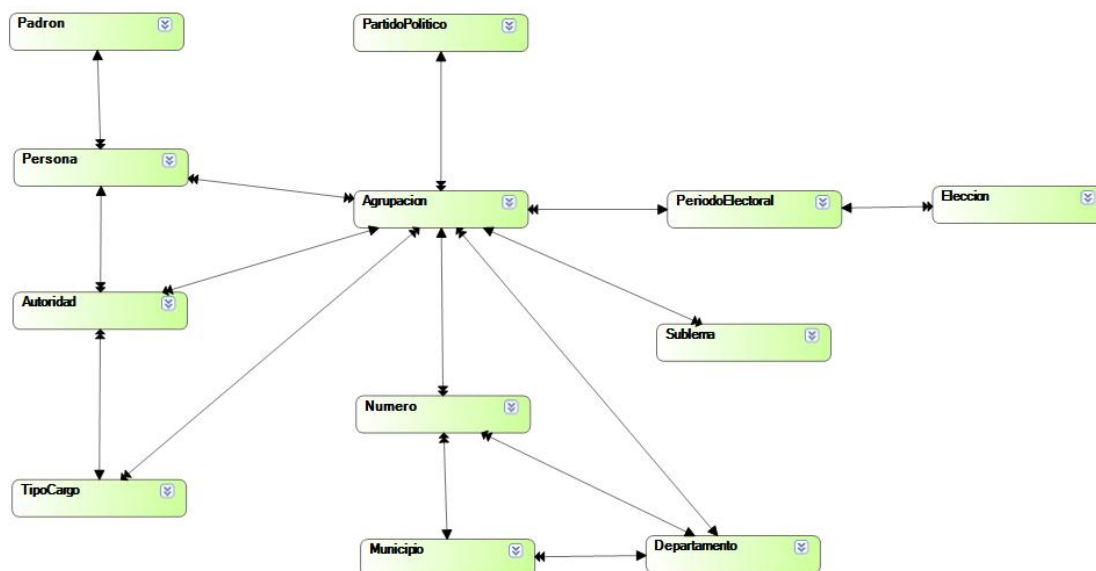 Padron
PartidoPolitico
Persona
Agrupacion
PeriodoElectoral
Eleccion
Autoridad
Sublema
Numero
TipoCargo
Municipio
Departamento